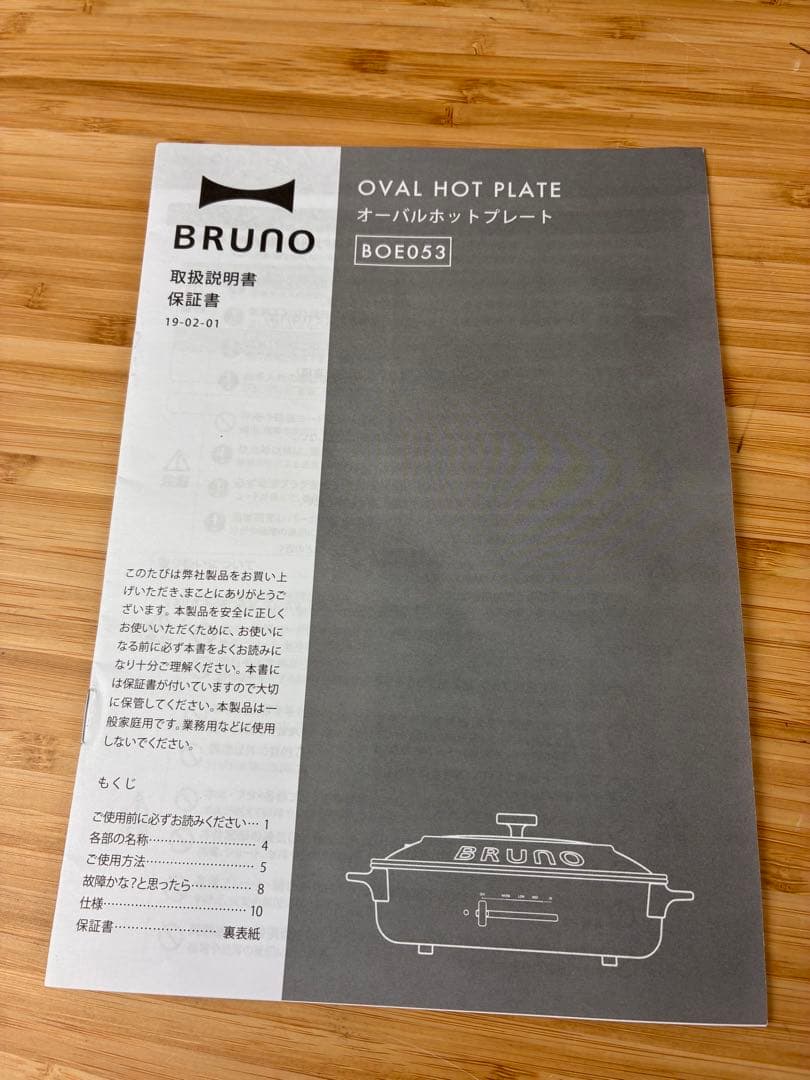 BRUNO
取扱説明書
保証書
19-02-01
OVAL HOT PLATE
オーバルホットプレート
BOE053
このたびは弊社製品をお買い上
げいただき、まことにありがとうご
ざいます。本製品を安全に正しく
お使いいただくために、お使いに
なる前に必ず本書をよくお読みに
なり十分ご理解ください。本書に
は保証書が付いていますので大切
に保管してください。本製品は一
般家庭用です。業務用などに使用
しないでください。
もくじ
ご使用前に必ずお読みください… 1
各部の名称…………………… 4
ご使用方法…………………… 5
故障かな?と思ったら…………… 8
仕様…………………………… 10
保証書…………………… 裏表紙
BRUNO